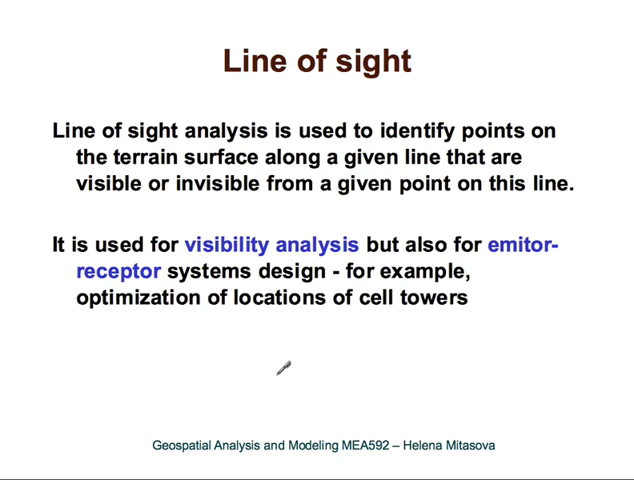 Line of sight
Line of sight analysis is used to identify points on
the terrain surface along a given line that are
visible or invisible from a given point on this line.
It is used for visibility analysis but also for emitor-
receptor systems design - for example,
optimization of locations of cell towers
Geospatial Analysis and Modeling MEA592 – Helena Mitasova